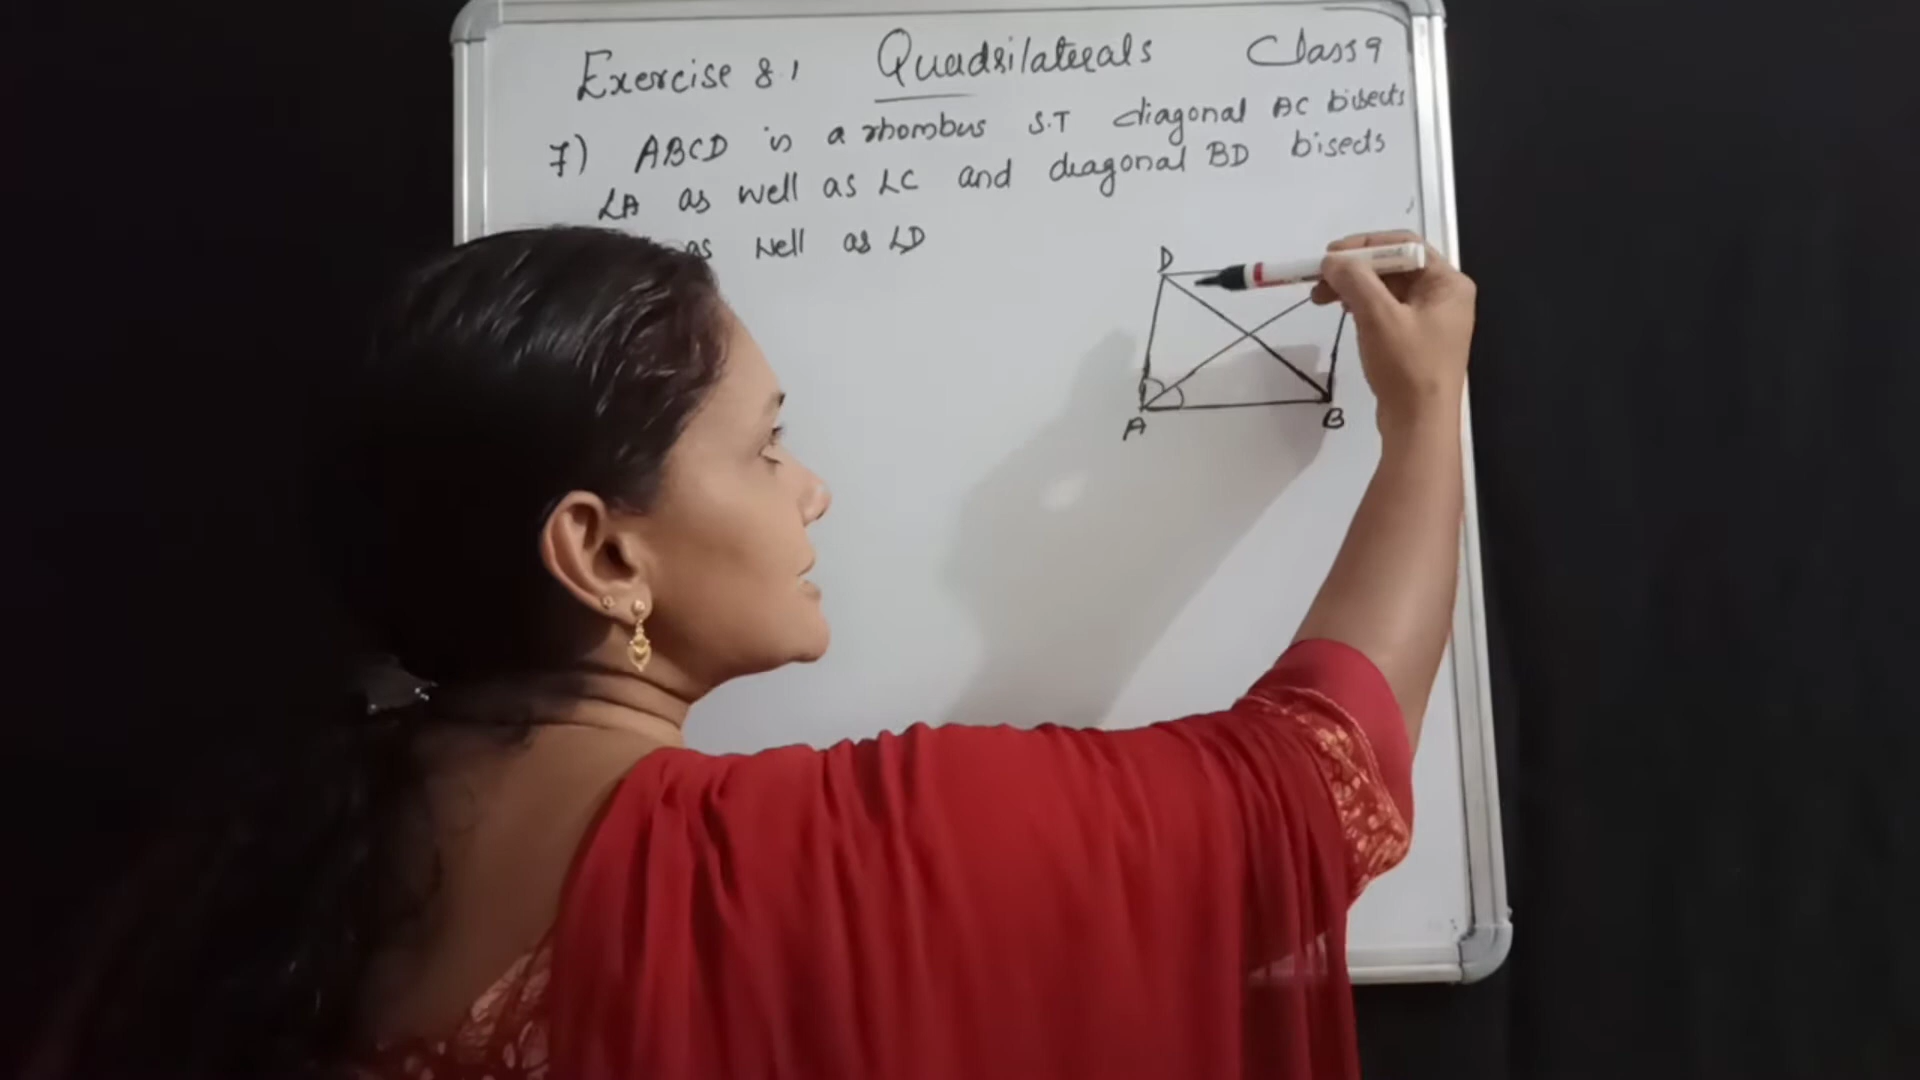 Exercise 8.1 Quadrilaterals Class 9
7) ABCD is a rhombus S.T diagonal AC bisects
∠A as well as ∠C and diagonal BD bisects
as well as ∠D
D
A B